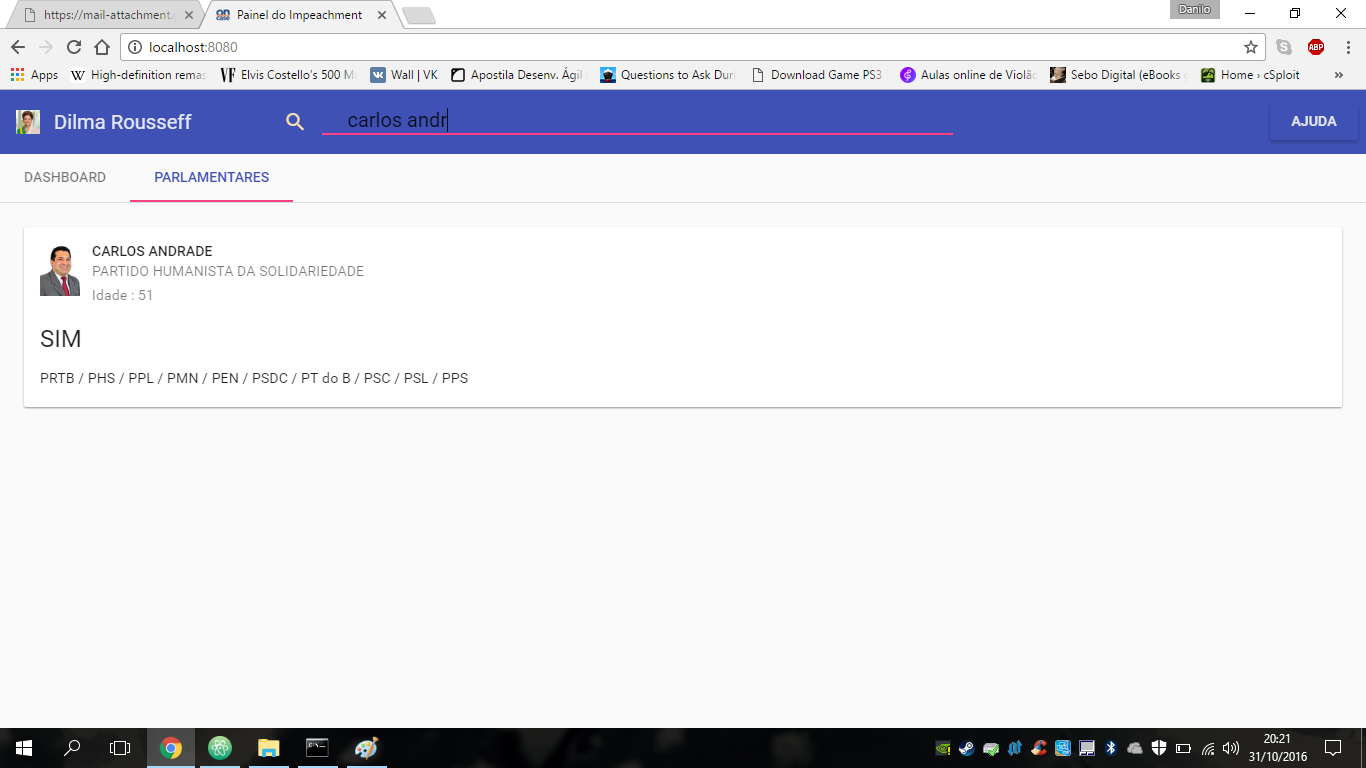 Danilo
https://mail-attachment.
Painel do Impeachment
localhost:8080
ABP
Apps
High-definition remas
Elvis Costello's 500 M
Wall | VK
Apostila Desenv. Ágil
Questions to Ask Duri
Download Game PS3
Aulas online de Violão
Sebo Digital (eBooks
Home › cSploit
»
Dilma Rousseff
carlos andr
AJUDA
DASHBOARD
PARLAMENTARES
CARLOS ANDRADE
PARTIDO HUMANISTA DA SOLIDARIEDADE
Idade : 51
SIM
PRTB / PHS / PPL / PMN / PEN / PSDC / PT do B / PSC / PSL / PPS
20:21
31/10/2016